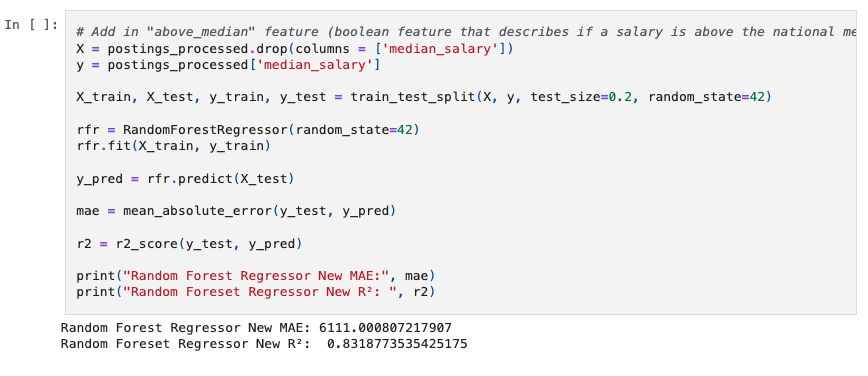 In [ ]:
# Add in "above_median" feature (boolean feature that describes if a salary is above the national me
X = postings_processed.drop(columns = ['median_salary'])
y = postings_processed['median_salary']
X_train, X_test, y_train, y_test = train_test_split(X, y, test_size=0.2, random_state=42)
rfr = RandomForestRegressor(random_state=42)
rfr.fit(X_train, y_train)
y_pred = rfr.predict(X_test)
mae = mean_absolute_error(y_test, y_pred)
r2 = r2_score(y_test, y_pred)
print("Random Forest Regressor New MAE:", mae)
print("Random Foreset Regressor New R²: ", r2)
Random Forest Regressor New MAE: 6111.000807217907
Random Foreset Regressor New R²:  0.8318773535425175